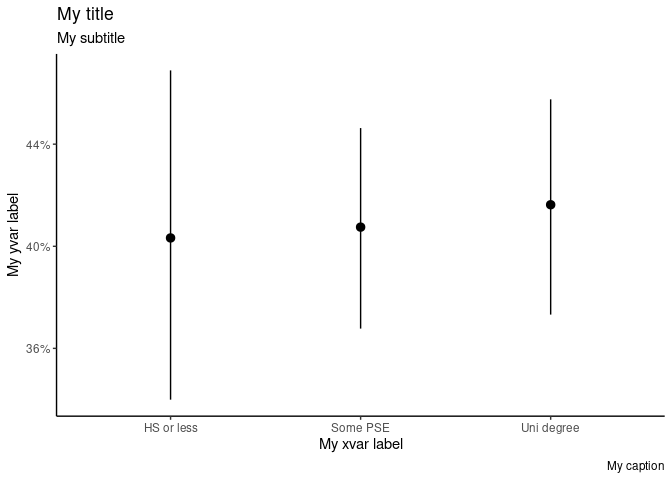 My title
My subtitle
44%
40%
36%
My yvar label
HS or less
Some PSE
Uni degree
My xvar label
My caption